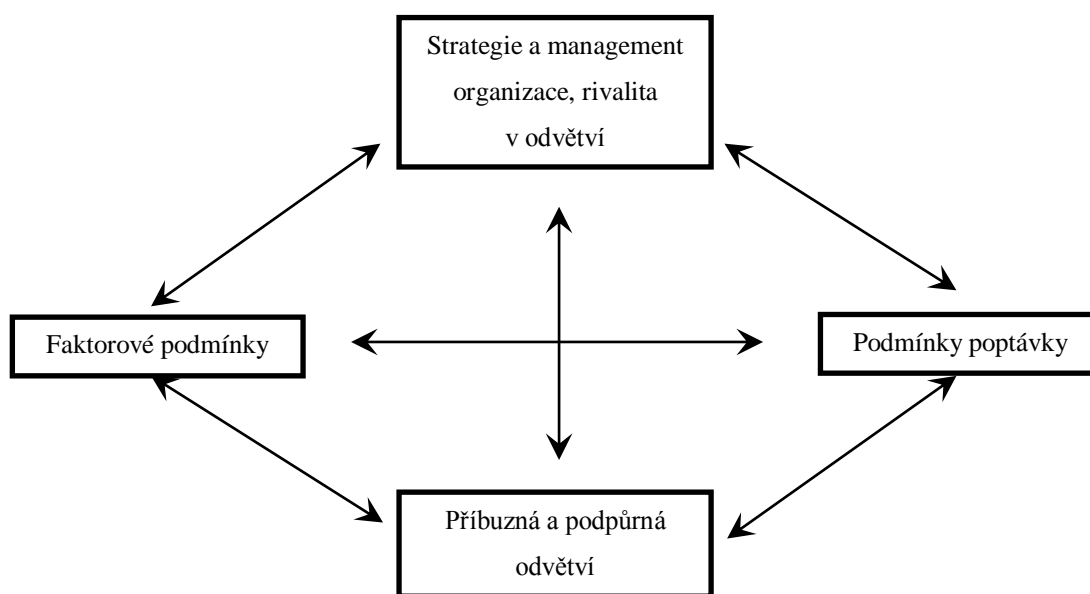 Strategie a management
organizace, rivalita
v odvětví
Faktorové podmínky
Podmínky poptávky
Příbuzná a podpůrná
odvětví